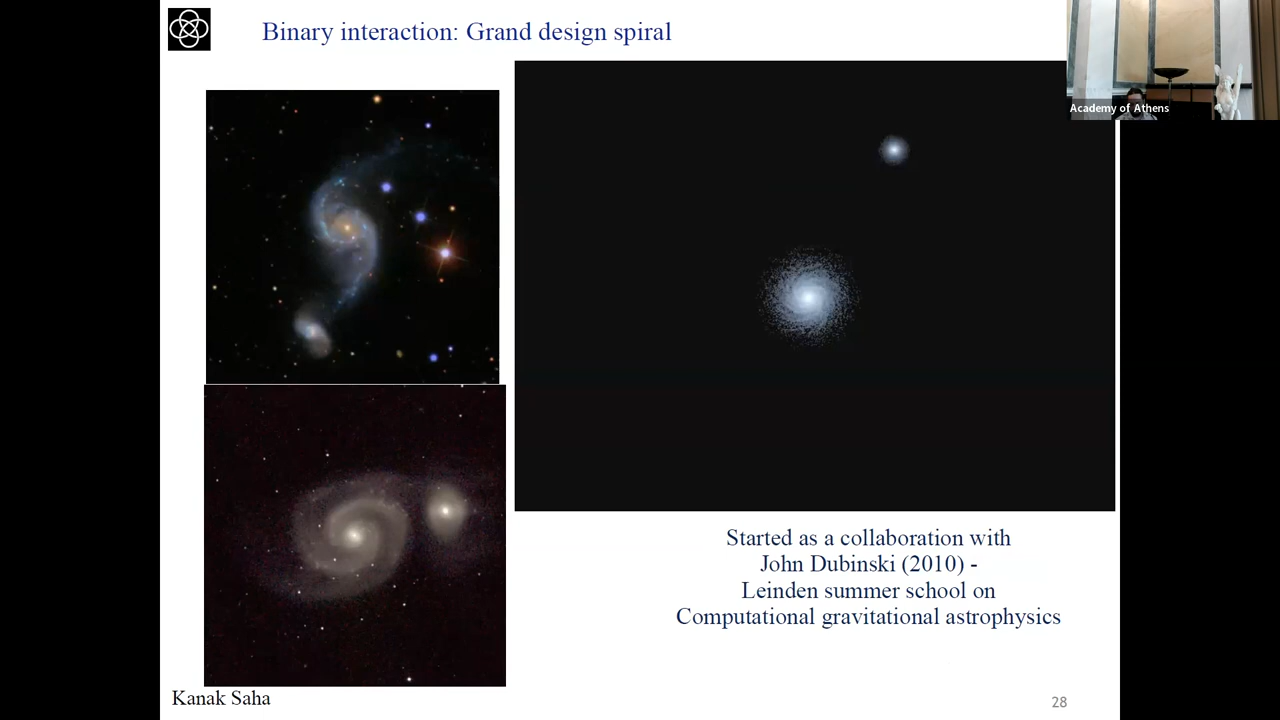 Binary interaction: Grand design spiral
Academy of Athens
Started as a collaboration with
John Dubinski (2010) -
Leinden summer school on
Computational gravitational astrophysics
Kanak Saha
28